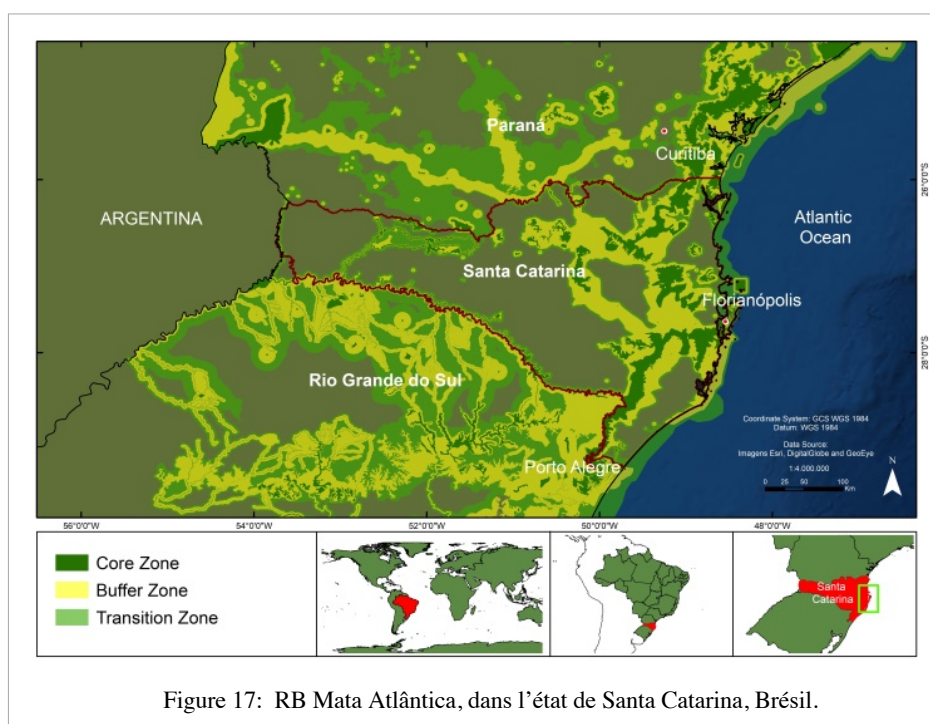 Paraná
Curitiba
26°0'0"S
ARGENTINA
Atlantic
Ocean
Santa Catarina
Florianópolis
28°0'0"S
Rio Grande do Sul
Coordinate System: GCS WGS 1984
Datum: WGS 1984
Data Source:
Imagens Esri, DigitalGlobe and GeoEye
1:4.000.000
N
Porto Alegre
0 25 50 100
Km
56°0'0"W 54°0'0"W 52°0'0"W 50°0'0"W 48°0'0"W
Core Zone
Buffer Zone
Transition Zone
Santa
Catarina
Figure 17: RB Mata Atlântica, dans l’état de Santa Catarina, Brésil.